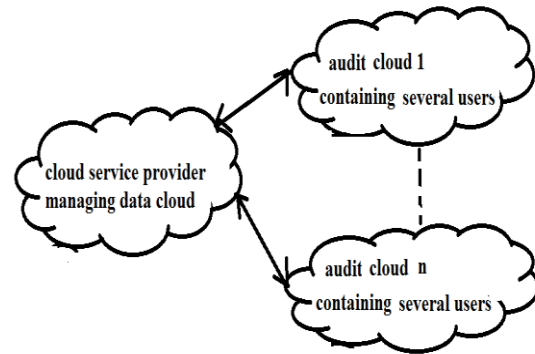 audit cloud 1
containing several users
cloud service provider
managing data cloud
audit cloud n
containing several users